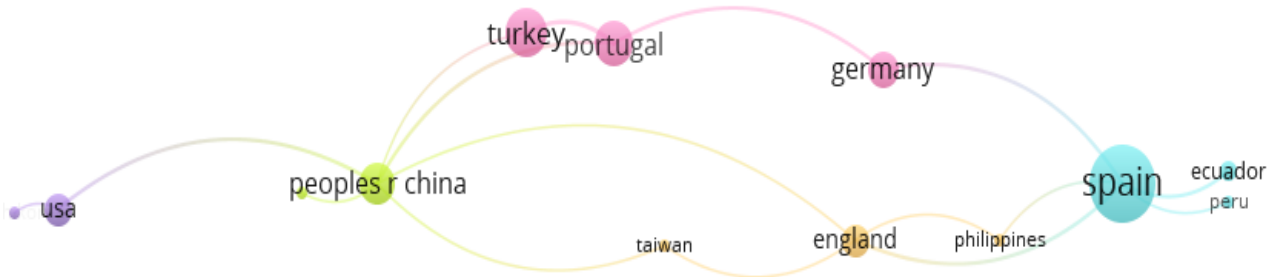 turkey
portugal
germany
spain
ecuador
peru
peoples r china
usa
taiwan
england
philippines